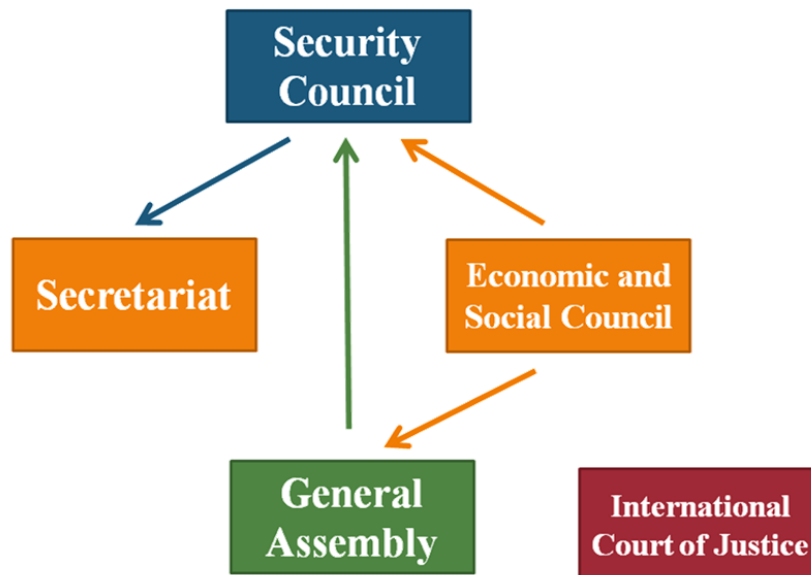 Security
Council
Secretariat
Economic and
Social Council
General
Assembly
International
Court of Justice